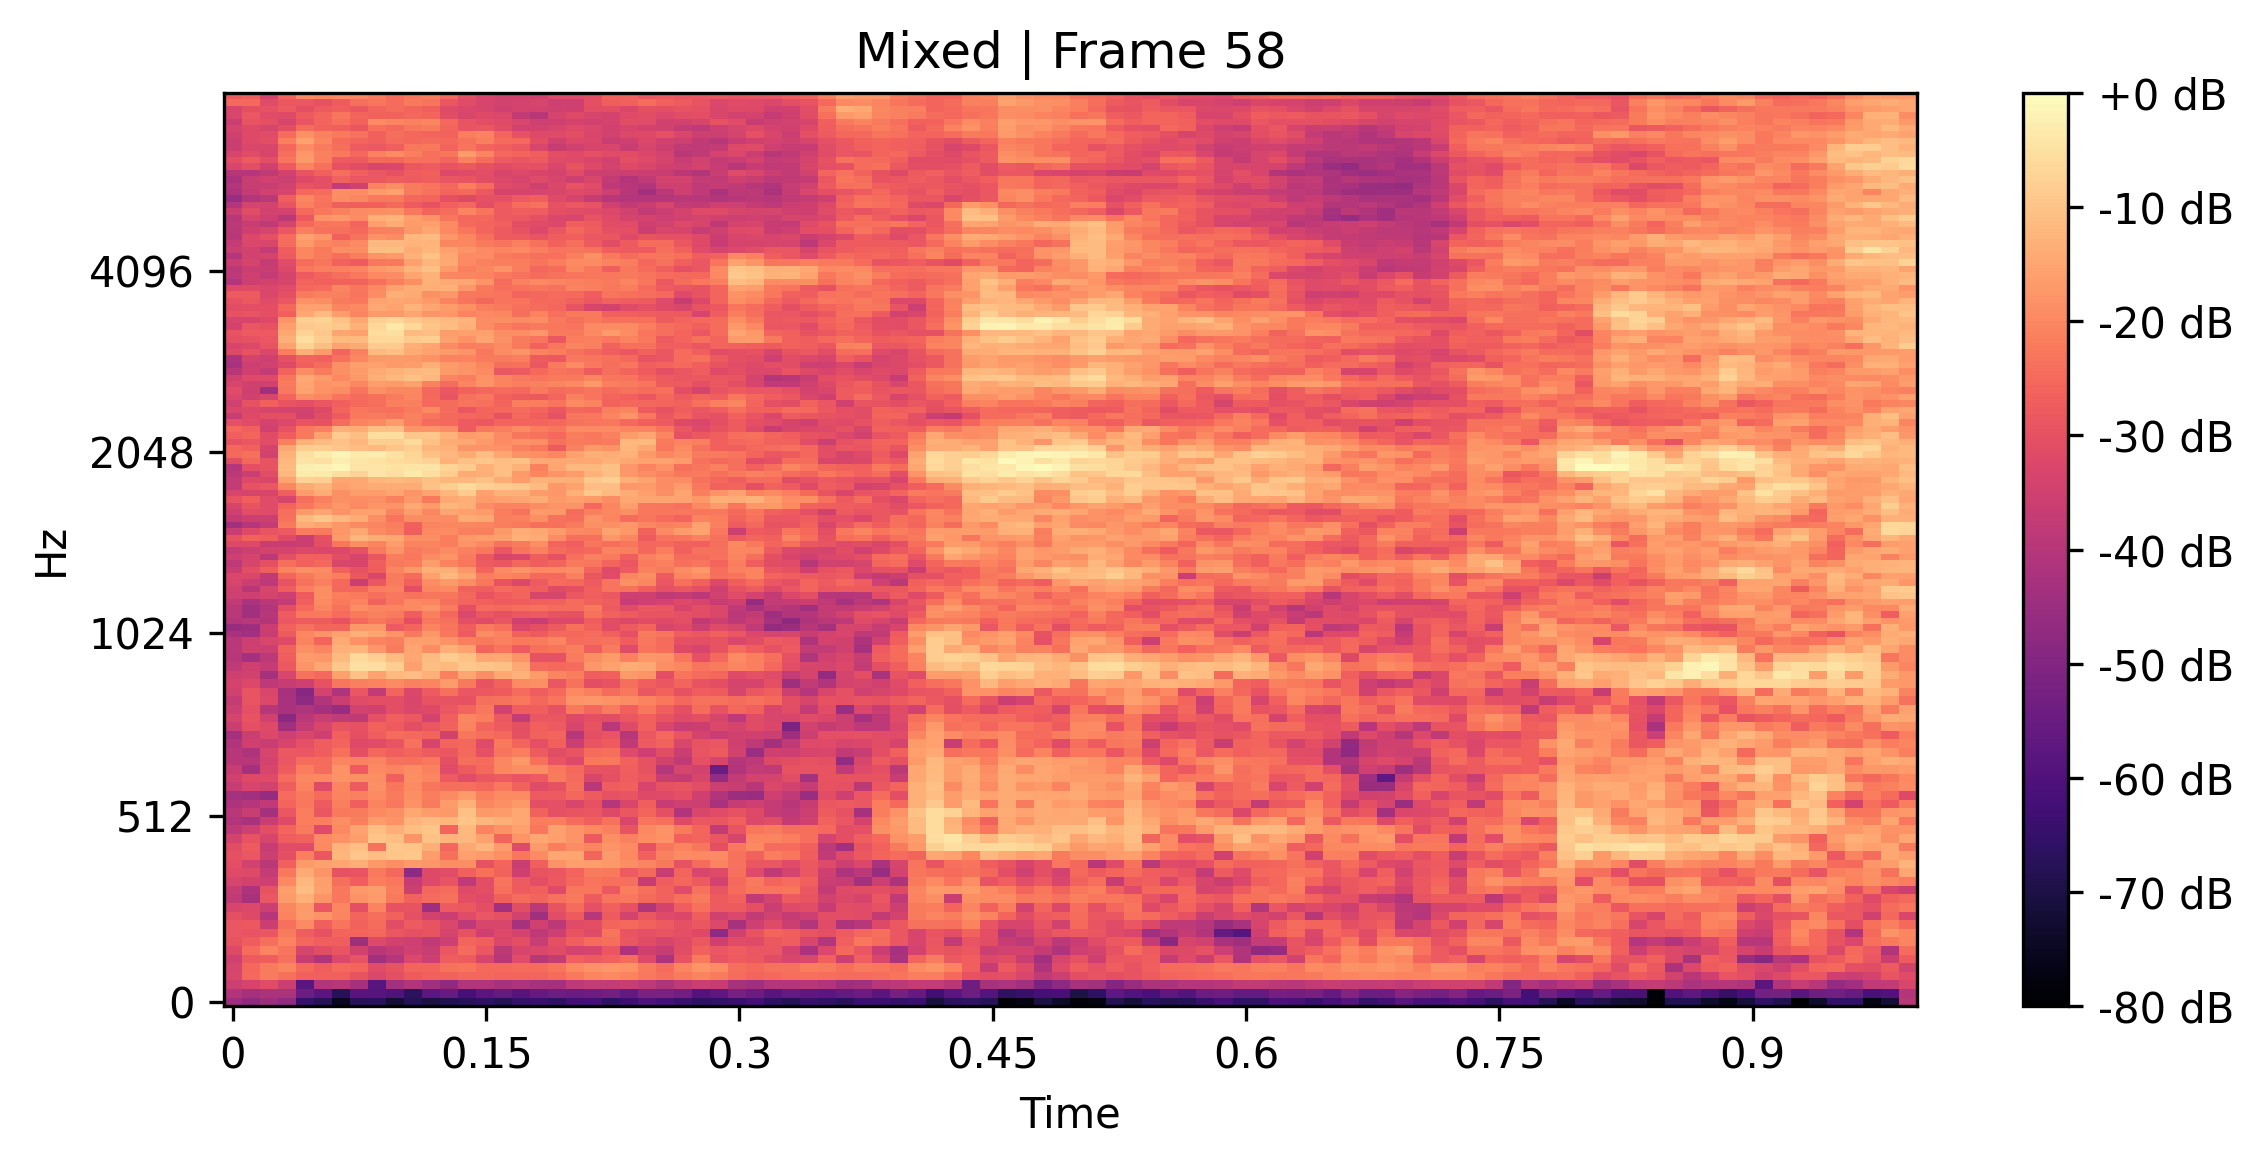 Mixed | Frame 58
Hz
4096
2048
1024
512
0
0 0.15 0.3 0.45 0.6 0.75 0.9
Time
+0 dB
-10 dB
-20 dB
-30 dB
-40 dB
-50 dB
-60 dB
-70 dB
-80 dB